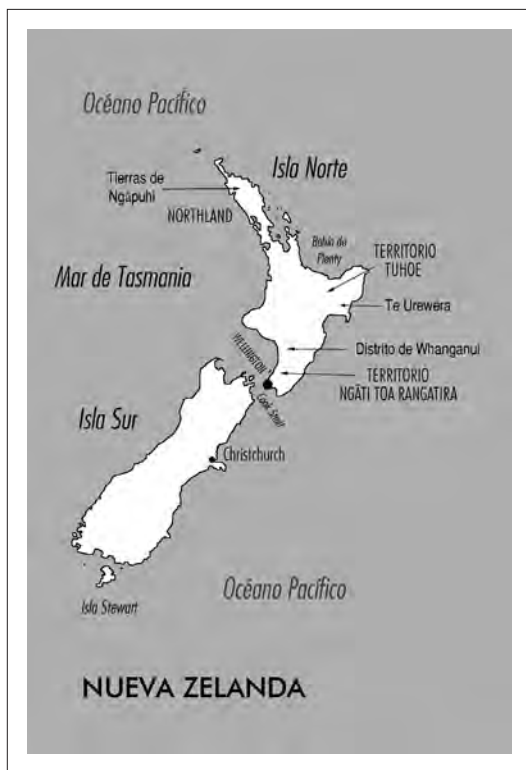 Océano Pacífico
Isla Norte
Tierras de
Ngāpuhi
NORTHLAND
Bahía de
Plenty
TERRITORIO
TUHOE
Mar de Tasmania
Te Urewera
WELLINGTON
Distrito de Whanganui
TERRITORIO
NGĀTI TOA RANGATIRA
Cook Strait
Isla Sur
Christchurch
Océano Pacífico
Isla Stewart
NUEVA ZELANDA